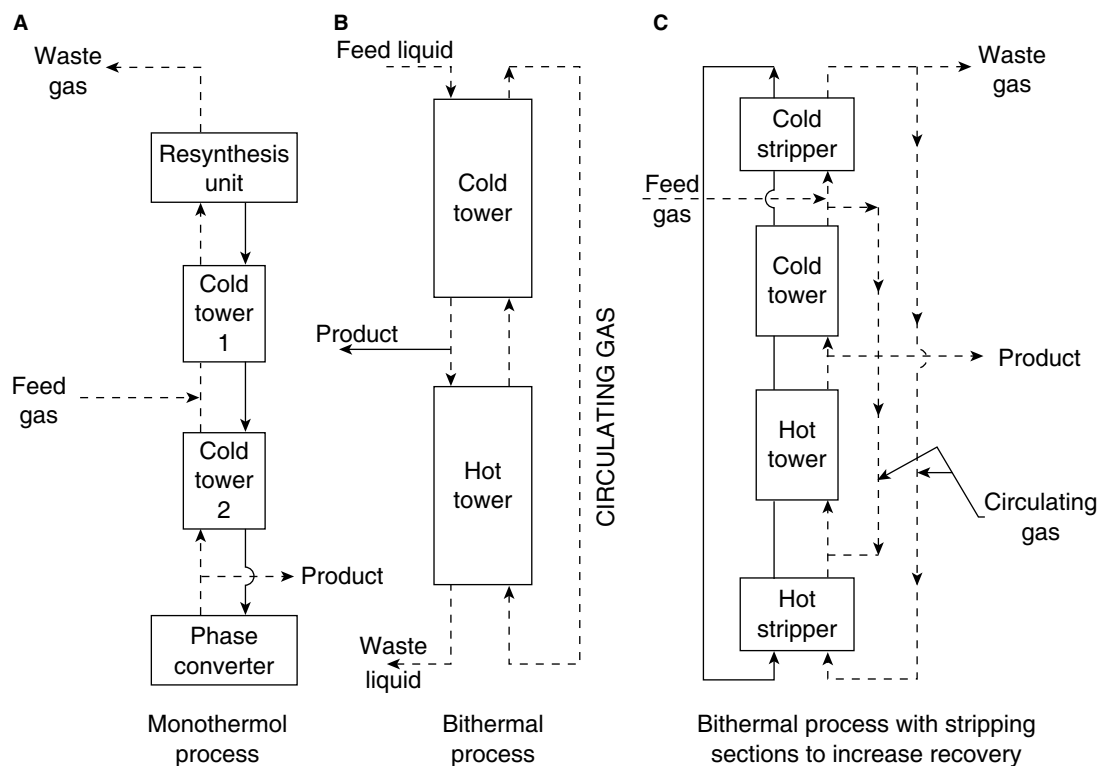 A
Waste
gas
Resynthesis
unit
Cold
tower
1
Feed
gas
Cold
tower
2
Product
Phase
converter
Monothermol
process
B
Feed liquid
Cold
tower
Product
Hot
tower
CIRCULATING GAS
Waste
liquid
Bithermal
process
C
Waste
gas
Cold
stripper
Feed
gas
Cold
tower
Product
Hot
tower
Circulating
gas
Hot
stripper
Bithermal process with stripping
sections to increase recovery